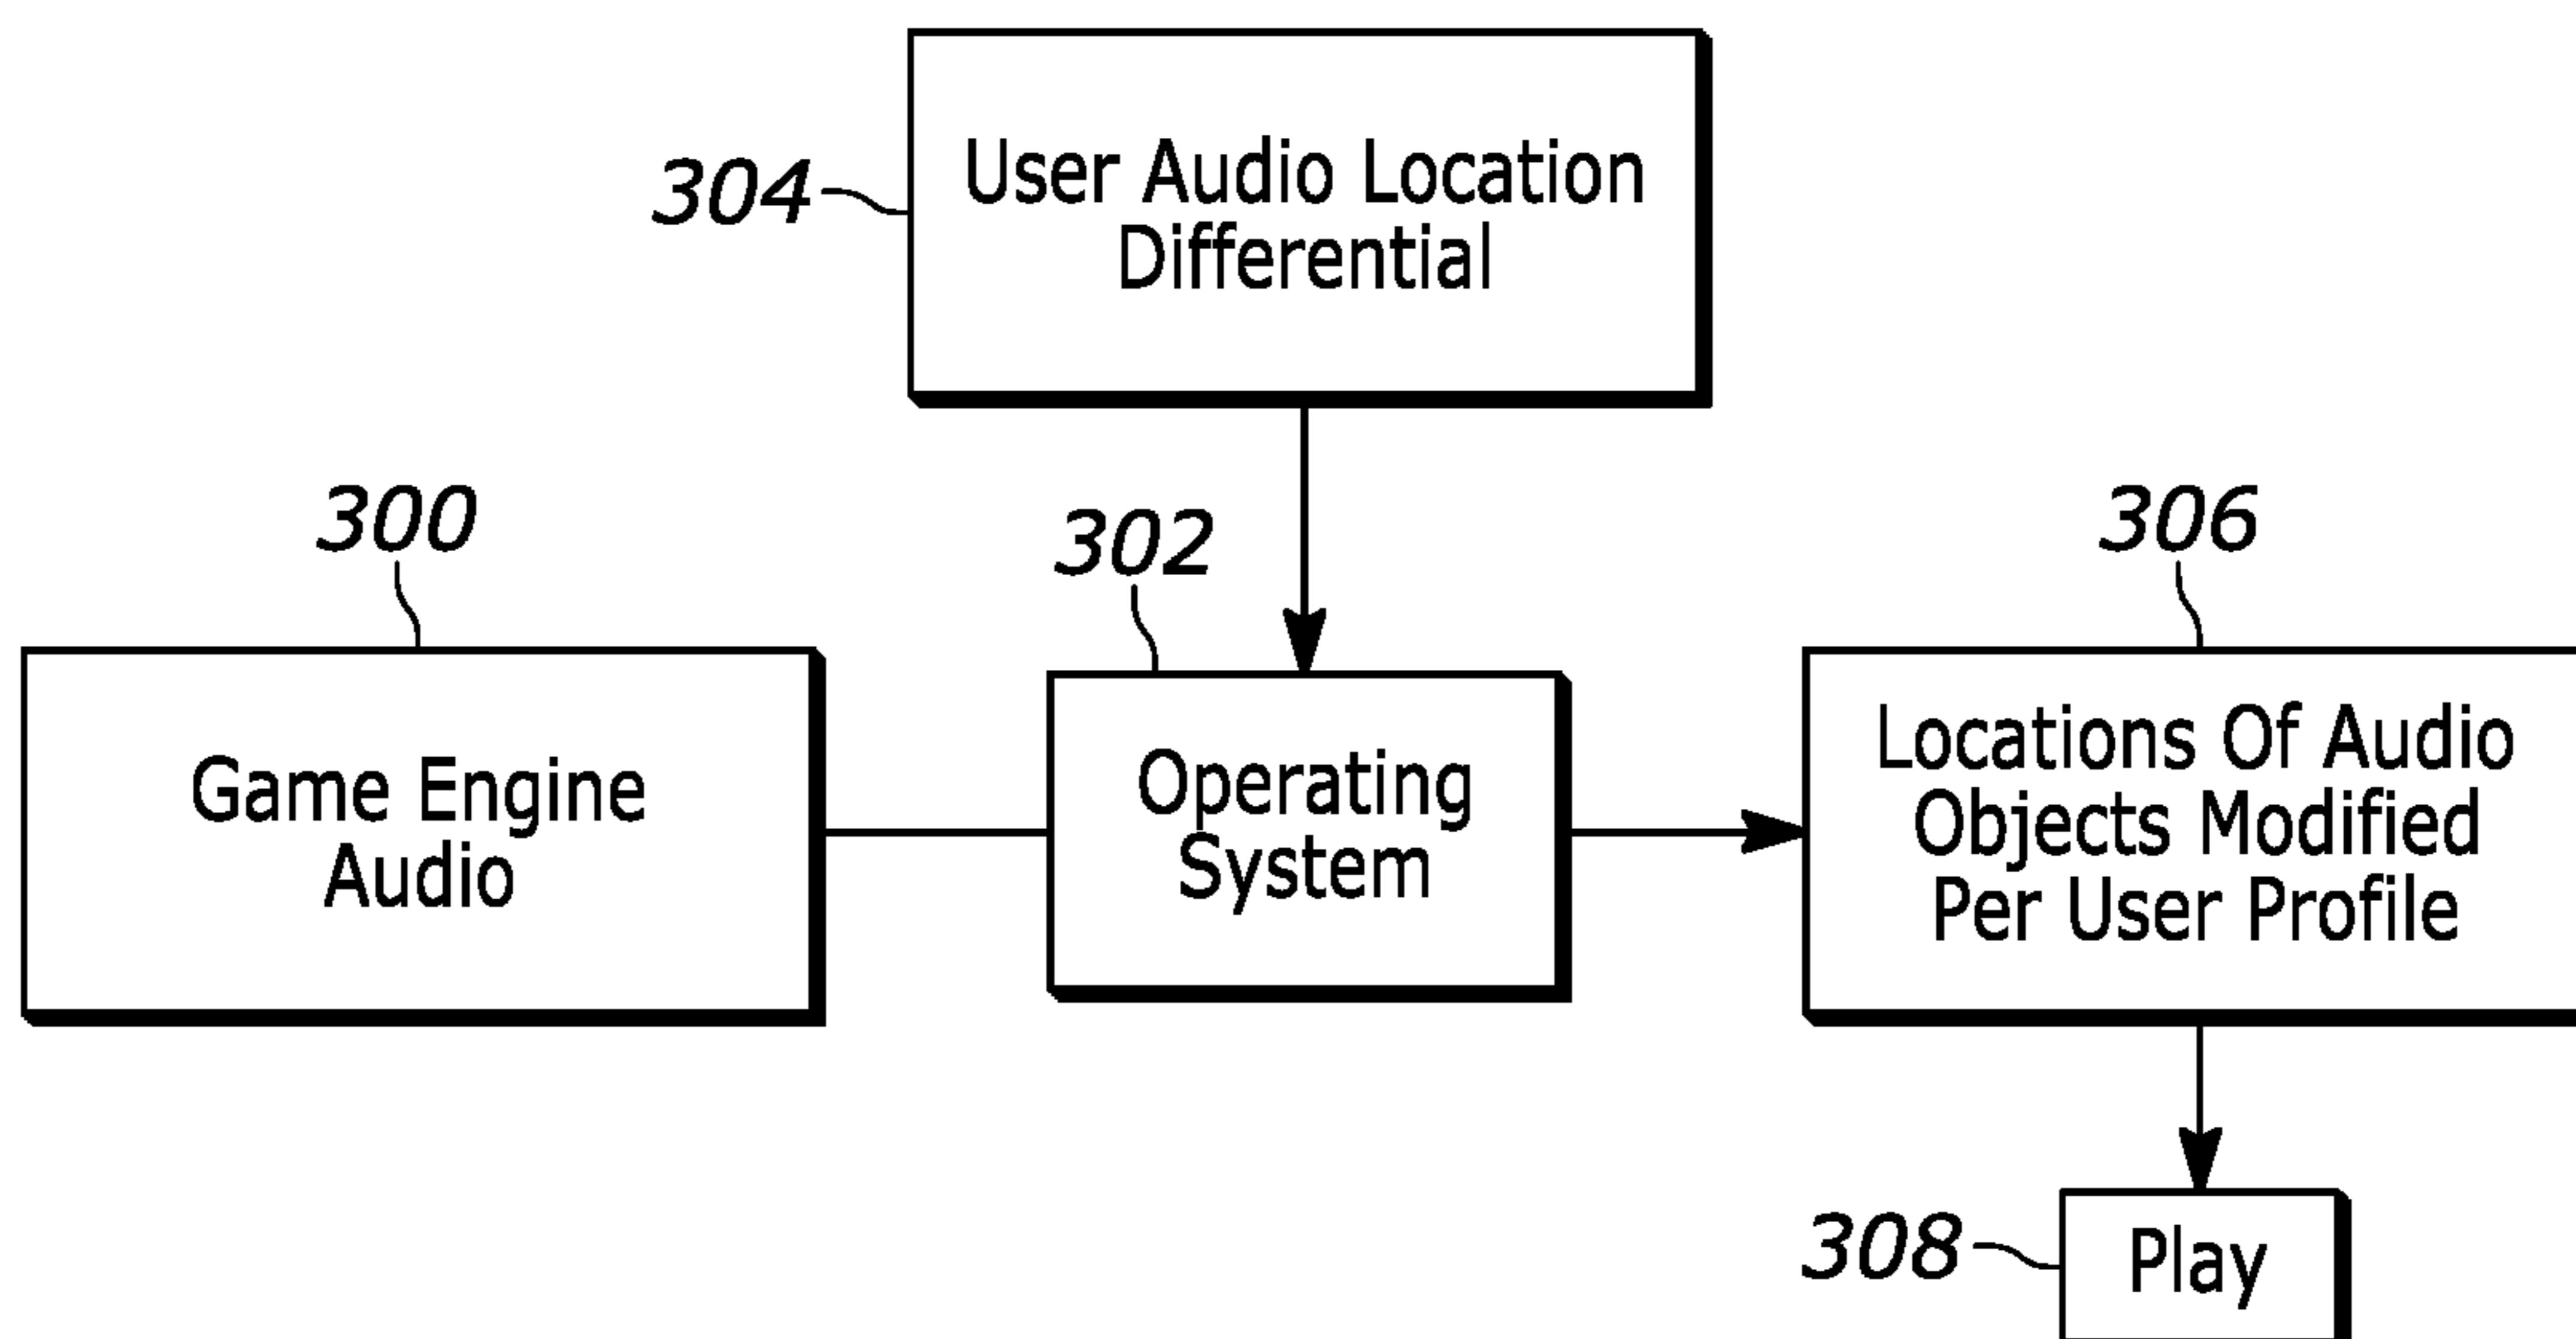 304
User Audio Location
Differential
300
302
306
Game Engine
Audio
Operating
System
Locations Of Audio
Objects Modified
Per User Profile
308
Play